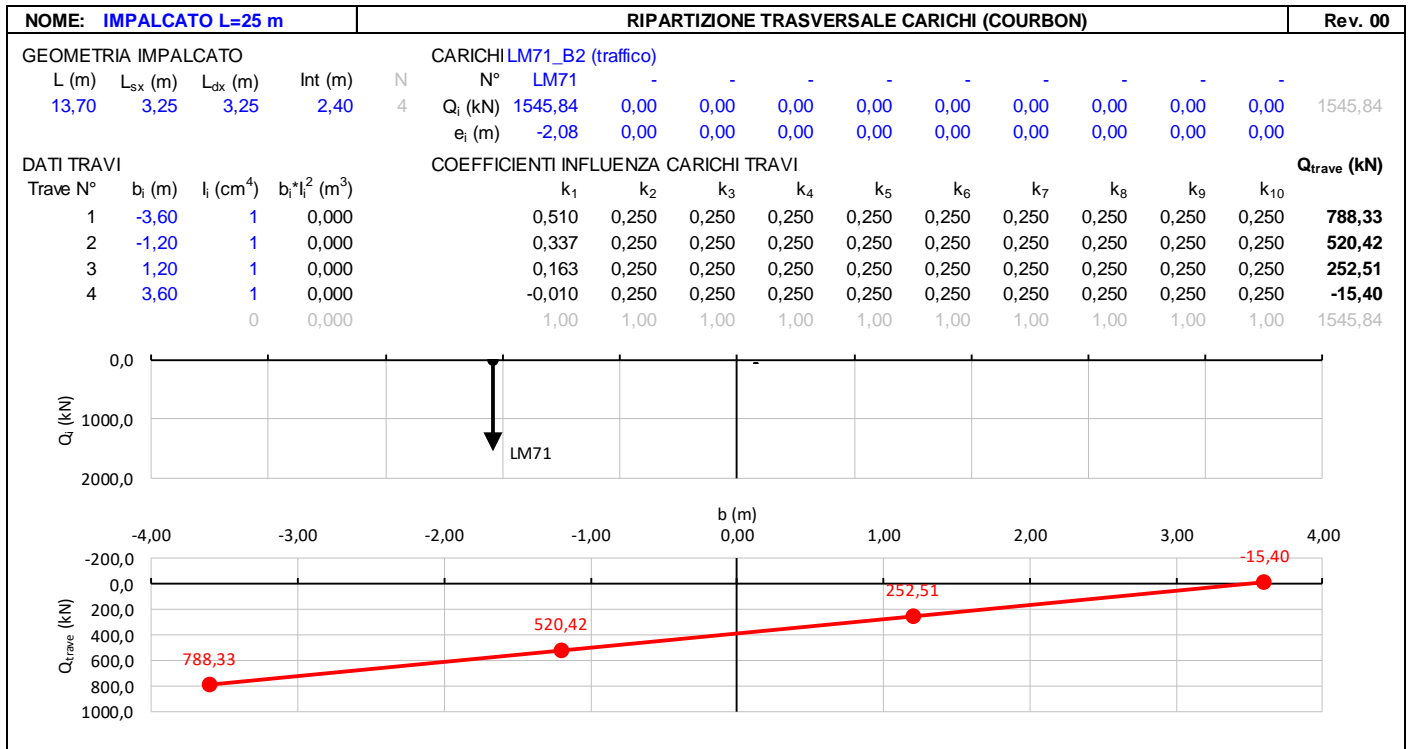 NOME: IMPALCATO L=25 m RIPARTIZIONE TRASVERSALE CARICHI (COURBON) Rev. 00
GEOMETRIA IMPALCATO CARICHI LM71_B2 (traffico)
L (m) Lsx (m) Ldx (m) Int (m) N N° LM71 - - - - - - - - -
13,70 3,25 3,25 2,40 4 Qi (kN) 1545,84 0,00 0,00 0,00 0,00 0,00 0,00 0,00 0,00 0,00 1545,84
ei (m) -2,08 0,00 0,00 0,00 0,00 0,00 0,00 0,00 0,00 0,00
DATI TRAVI COEFFICIENTI INFLUENZA CARICHI TRAVI Qtrave (kN)
Trave N° bi (m) Ii (cm4) bi*Ii2 (m3) k1 k2 k3 k4 k5 k6 k7 k8 k9 k10
1 -3,60 1 0,000 0,510 0,250 0,250 0,250 0,250 0,250 0,250 0,250 0,250 0,250 788,33
2 -1,20 1 0,000 0,337 0,250 0,250 0,250 0,250 0,250 0,250 0,250 0,250 0,250 520,42
3 1,20 1 0,000 0,163 0,250 0,250 0,250 0,250 0,250 0,250 0,250 0,250 0,250 252,51
4 3,60 1 0,000 -0,010 0,250 0,250 0,250 0,250 0,250 0,250 0,250 0,250 0,250 -15,40
0 0,000 1,00 1,00 1,00 1,00 1,00 1,00 1,00 1,00 1,00 1,00 1545,84
0,0
Qi (kN)
1000,0
LM71
2000,0
b (m)
-4,00 -3,00 -2,00 -1,00 0,00 1,00 2,00 3,00 4,00
-200,0
-15,40
0,0
252,51
200,0
Qtrave (kN)
520,42
400,0
600,0
788,33
800,0
1000,0